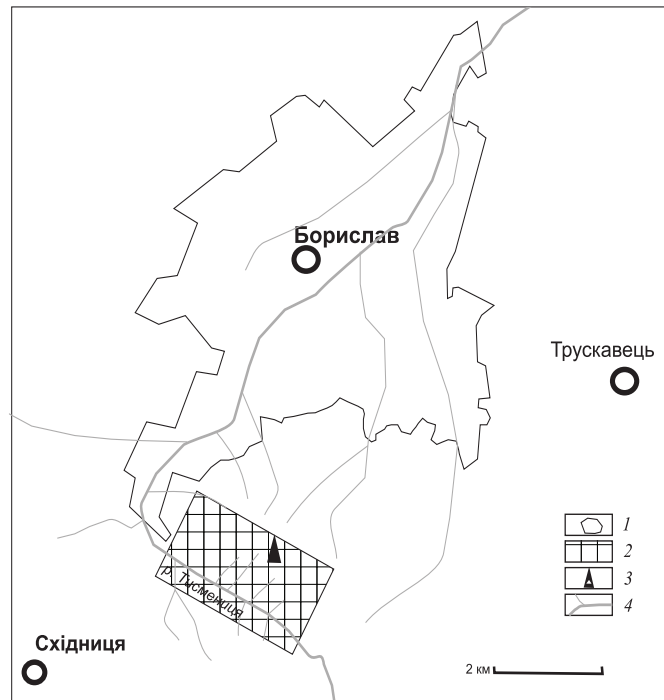 Борислав
Трускавець
1
2
3
4
р. Тисмениця
Східниця
2 км